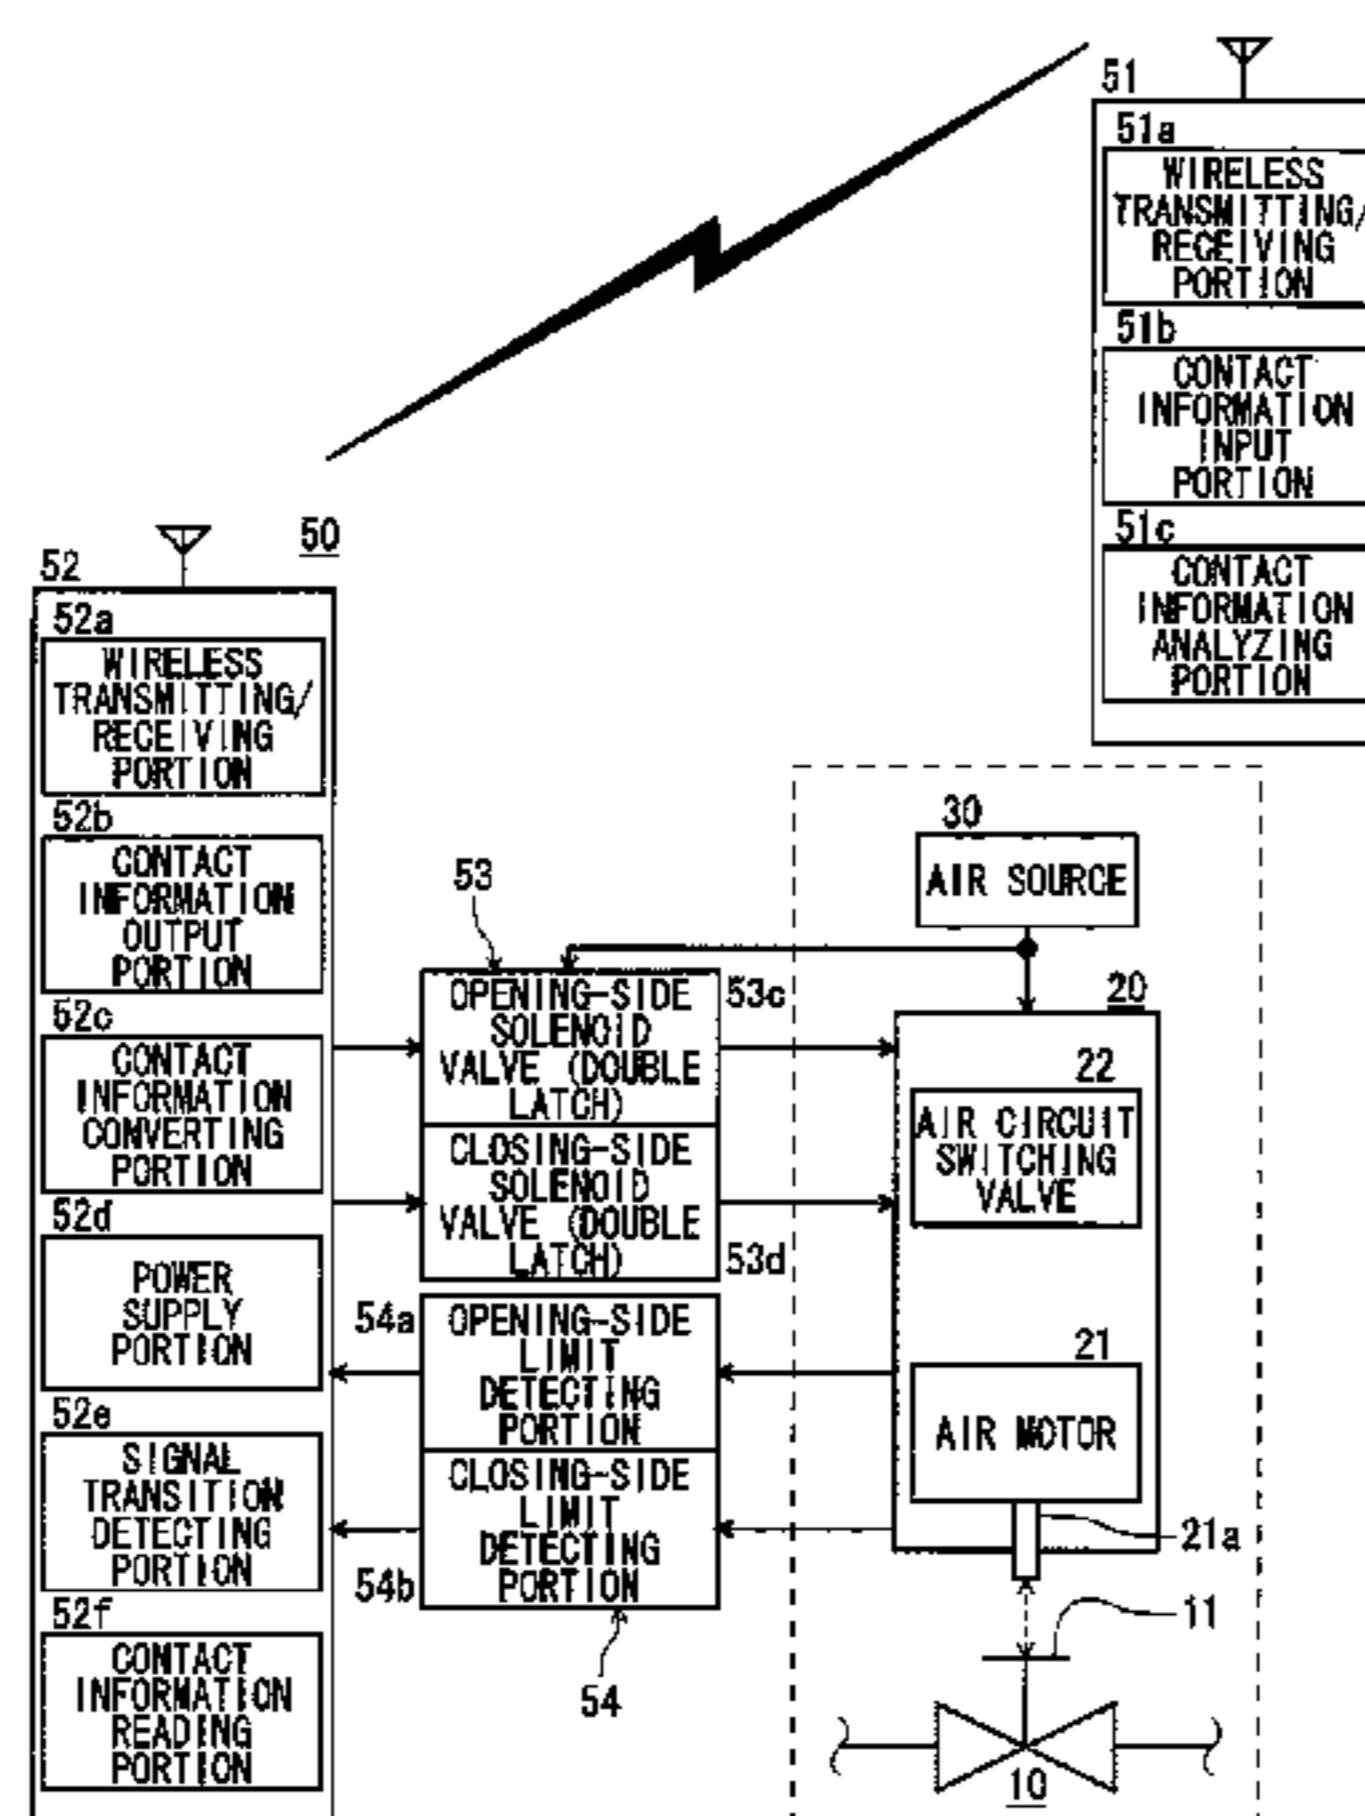 51
51a
WIRELESS
TRANSMITTING/
RECEIVING
PORTION
51b
CONTACT
INFORMATION
INPUT
PORTION
51c
CONTACT
INFORMATION
ANALYZING
PORTION
50
52
52a
WIRELESS
TRANSMITTING/
RECEIVING
PORTION
52b
CONTACT
INFORMATION
OUTPUT
PORTION
52c
CONTACT
INFORMATION
CONVERTING
PORTION
52d
POWER
SUPPLY
PORTION
52e
SIGNAL
TRANSITION
DETECTING
PORTION
52f
CONTACT
INFORMATION
READING
PORTION
53
OPENING-SIDE
SOLENOID
VALVE (DOUBLE
LATCH)
53c
CLOSING-SIDE
SOLENOID
VALVE (DOUBLE
LATCH)
53d
54a
OPENING-SIDE
LIMIT
DETECTING
PORTION
CLOSING-SIDE
LIMIT
DETECTING
PORTION
54b
54
30
AIR SOURCE
20
22
AIR CIRCUIT
SWITCHING
VALVE
21
AIR MOTOR
21a
11
10